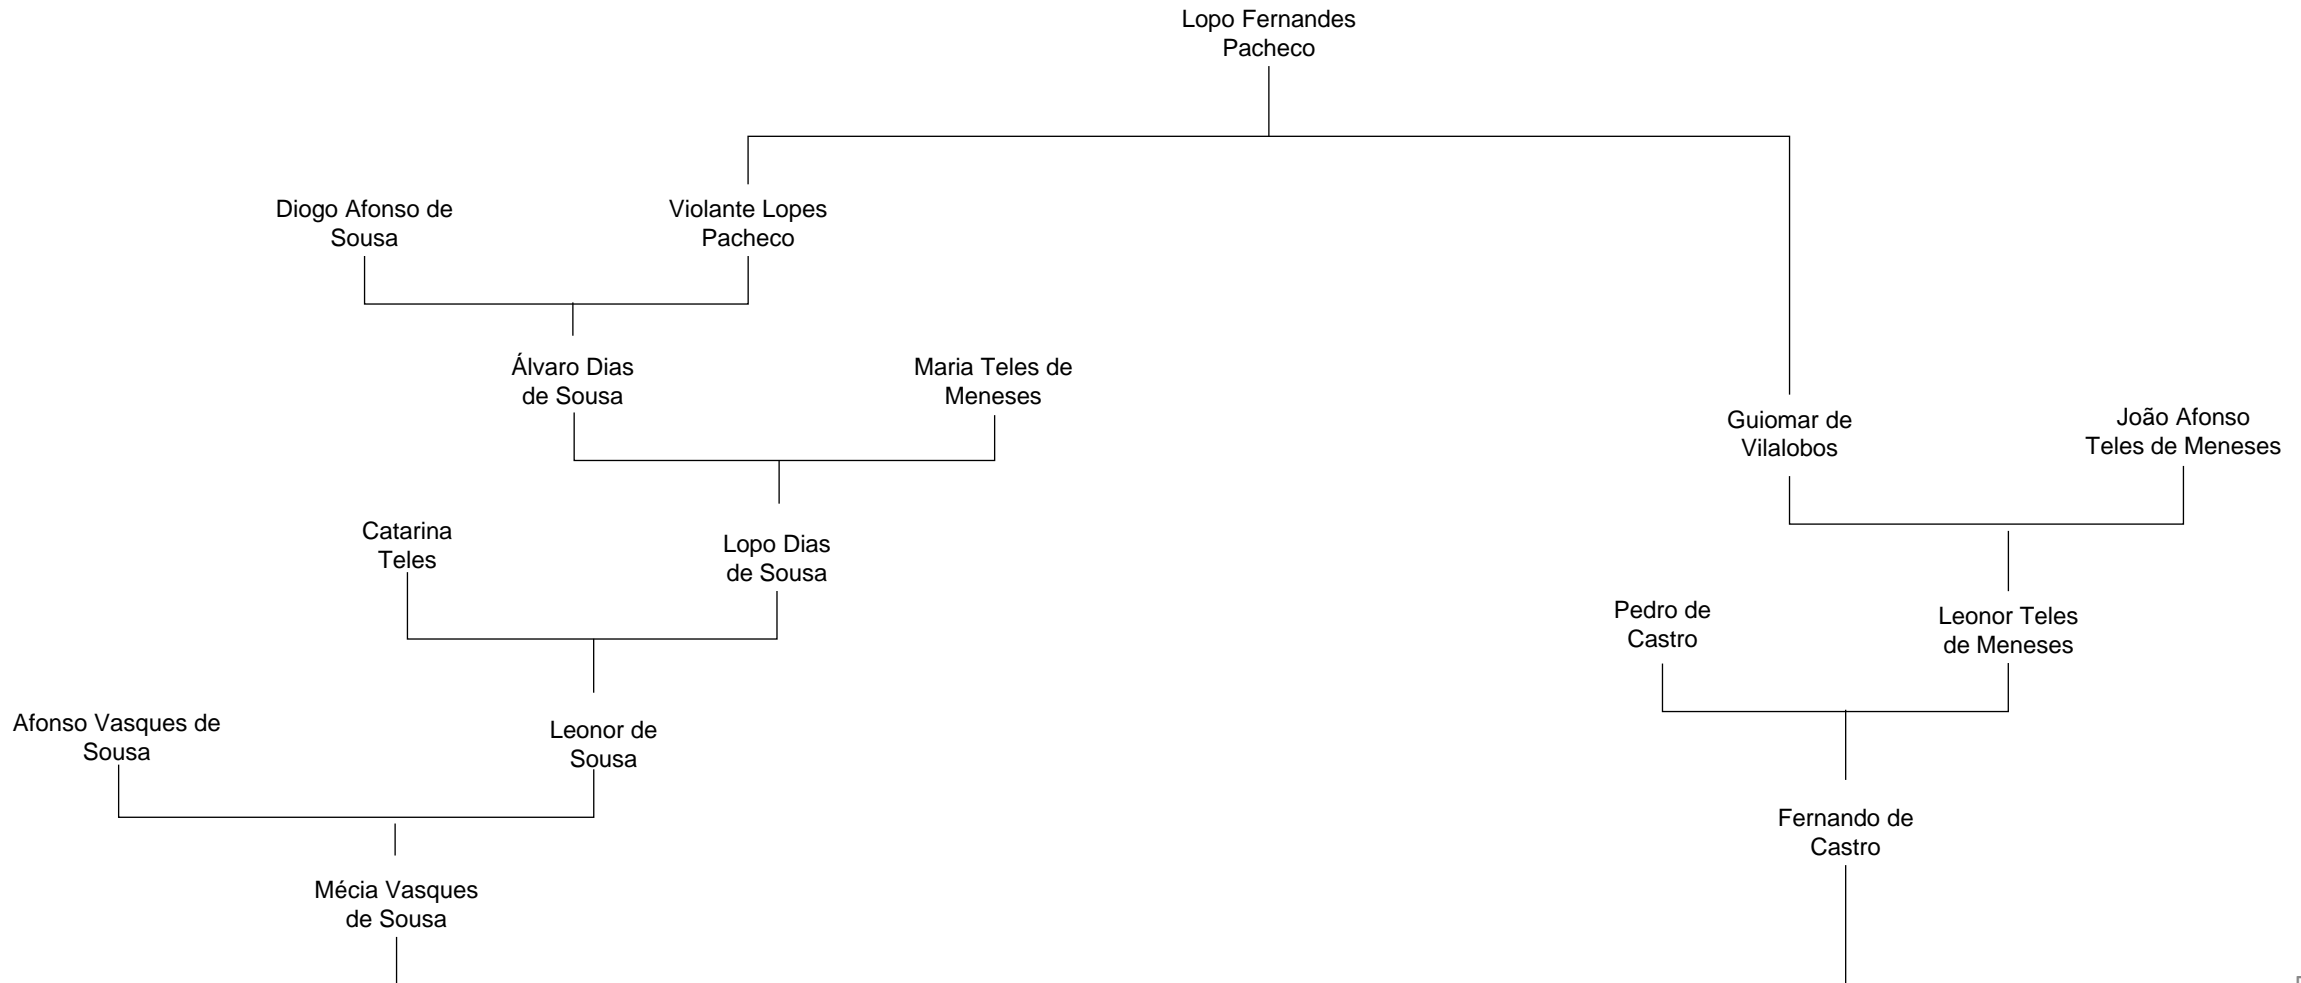 Lopo Fernandes
Pacheco
Diogo Afonso de
Sousa
Violante Lopes
Pacheco
Álvaro Dias
de Sousa
Maria Teles de
Meneses
Guiomar de
Vilalobos
João Afonso
Teles de Meneses
Catarina
Teles
Lopo Dias
de Sousa
Pedro de
Castro
Leonor Teles
de Meneses
Afonso Vasques de
Sousa
Leonor de
Sousa
Fernando de
Castro
Mécia Vasques
de Sousa